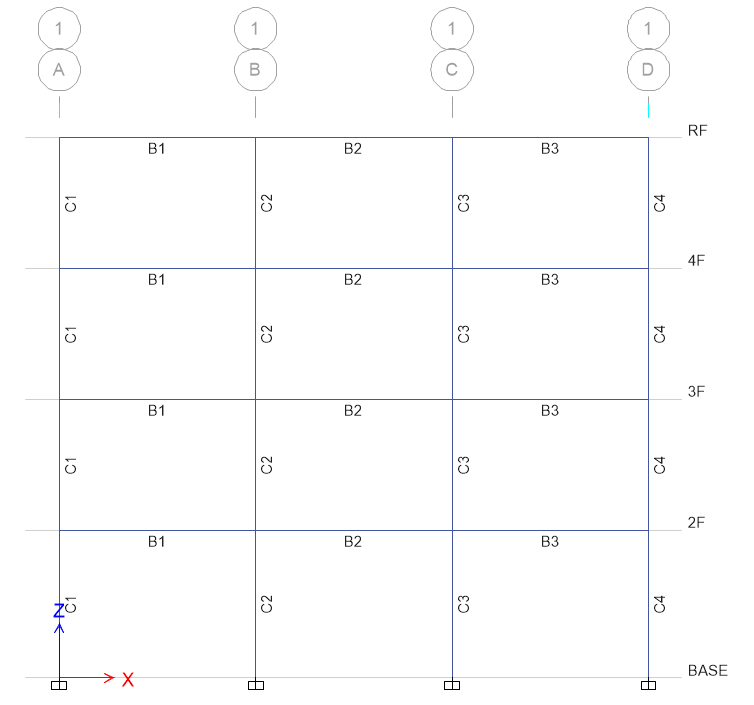 1 1 1 1
A B C D
RF
B1 B2 B3
C1 C2 C3 C4
4F
B1 B2 B3
C1 C2 C3 C4
3F
B1 B2 B3
C1 C2 C3 C4
2F
B1 B2 B3
C1 C2 C3 C4
Z
BASE
X